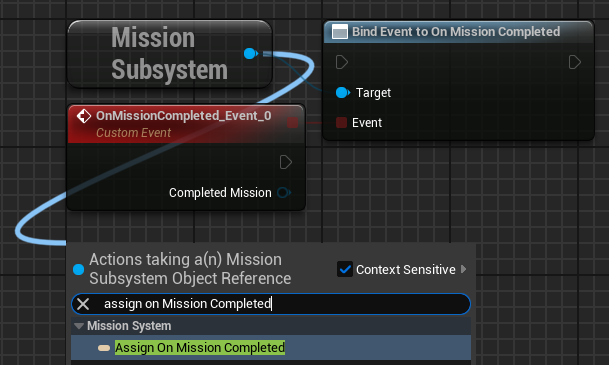 Mission
Subsystem
Bind Event to On Mission Completed
Target
Event
OnMissionCompleted_Event_0
Custom Event
Completed Mission
Actions taking a(n) Mission
Subsystem Object Reference
Context Sensitive
assign on Mission Completed
Mission System
Assign On Mission Completed